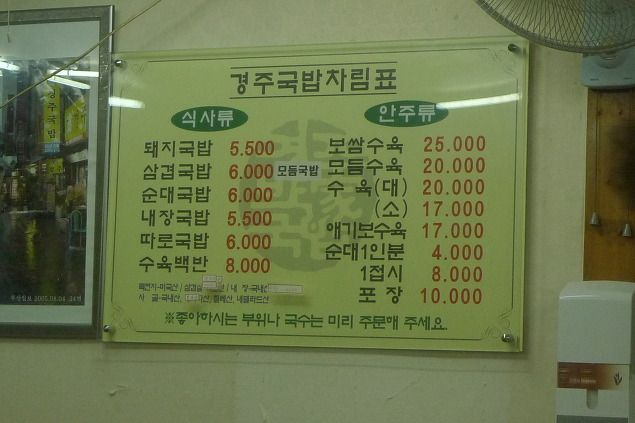 경주국밥차림표
식사류
돼지국밥 5.500
삼겹국밥 6.000 모듬국밥
순대국밥 6.000
내장국밥 5.500
따로국밥 6.000
수육백반 8.000
안주류
보쌈수육 25.000
모듬수육 20.000
수 육(대) 20.000
(소) 17.000
애기보수육 17.000
순대1인분 4.000
1접시 8.000
포 장 10.000
※좋아하시는 부위나 국수는 미리 주문해 주세요.
경주국밥